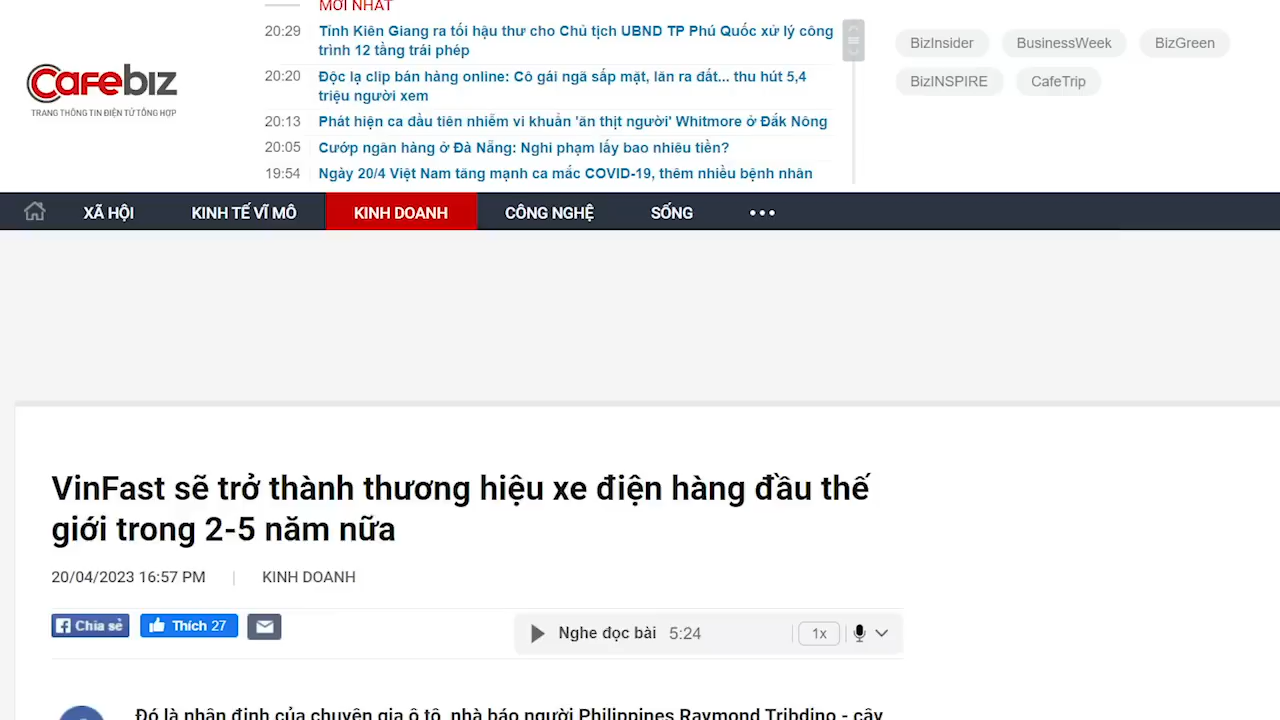 MỚI NHẤT
20:29 Tỉnh Kiên Giang ra tối hậu thư cho Chủ tịch UBND TP Phú Quốc xử lý công
trình 12 tầng trái phép
20:20 Độc lạ clip bán hàng online: Cô gái ngã sấp mặt, lăn ra đất... thu hút 5,4
triệu người xem
20:13 Phát hiện ca đầu tiên nhiễm vi khuẩn 'ăn thịt người' Whitmore ở Đắk Nông
20:05 Cướp ngân hàng ở Đà Nẵng: Nghi phạm lấy bao nhiêu tiền?
19:54 Ngày 20/4 Việt Nam tăng mạnh ca mắc COVID-19, thêm nhiều bệnh nhân
Cafebiz
TRANG THÔNG TIN ĐIỆN TỬ TỔNG HỢP
BizInsider BusinessWeek BizGreen
BizINSPIRE CafeTrip
XÃ HỘI KINH TẾ VĨ MÔ KINH DOANH CÔNG NGHỆ SỐNG
VinFast sẽ trở thành thương hiệu xe điện hàng đầu thế
giới trong 2-5 năm nữa
20/04/2023 16:57 PM | KINH DOANH
Chia sẻ Thích 27
Nghe đọc bài 5:24 1x
Đó là nhận định của chuyên gia ô tô, nhà báo người Philippines Raymond Tribdino - cây